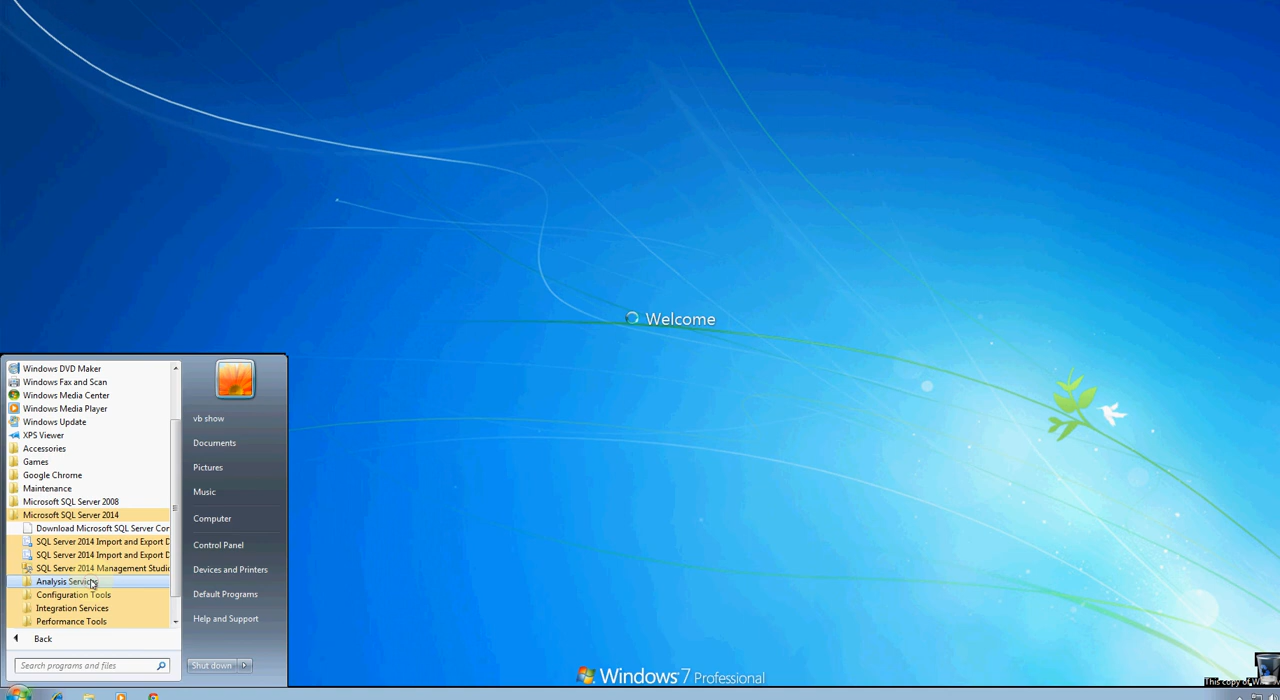 Welcome
Windows DVD Maker
Windows Fax and Scan
Windows Media Center
Windows Media Player
Windows Update
XPS Viewer
Accessories
Games
Google Chrome
Maintenance
Microsoft SQL Server 2008
Microsoft SQL Server 2014
Download Microsoft SQL Server Cor
SQL Server 2014 Import and Export D
SQL Server 2014 Import and Export D
SQL Server 2014 Management Studio
Analysis Services
Configuration Tools
Integration Services
Performance Tools
Back
Search programs and files
vb show
Documents
Pictures
Music
Computer
Control Panel
Devices and Printers
Default Programs
Help and Support
Shut down
Windows 7 Professional
This copy of